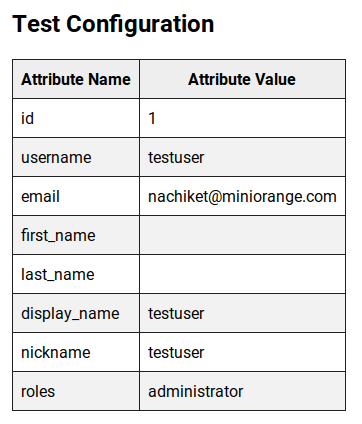 Test Configuration
Attribute Name Attribute Value
id 1
username testuser
email nachiket@miniorange.com
first_name
last_name
display_name testuser
nickname testuser
roles administrator